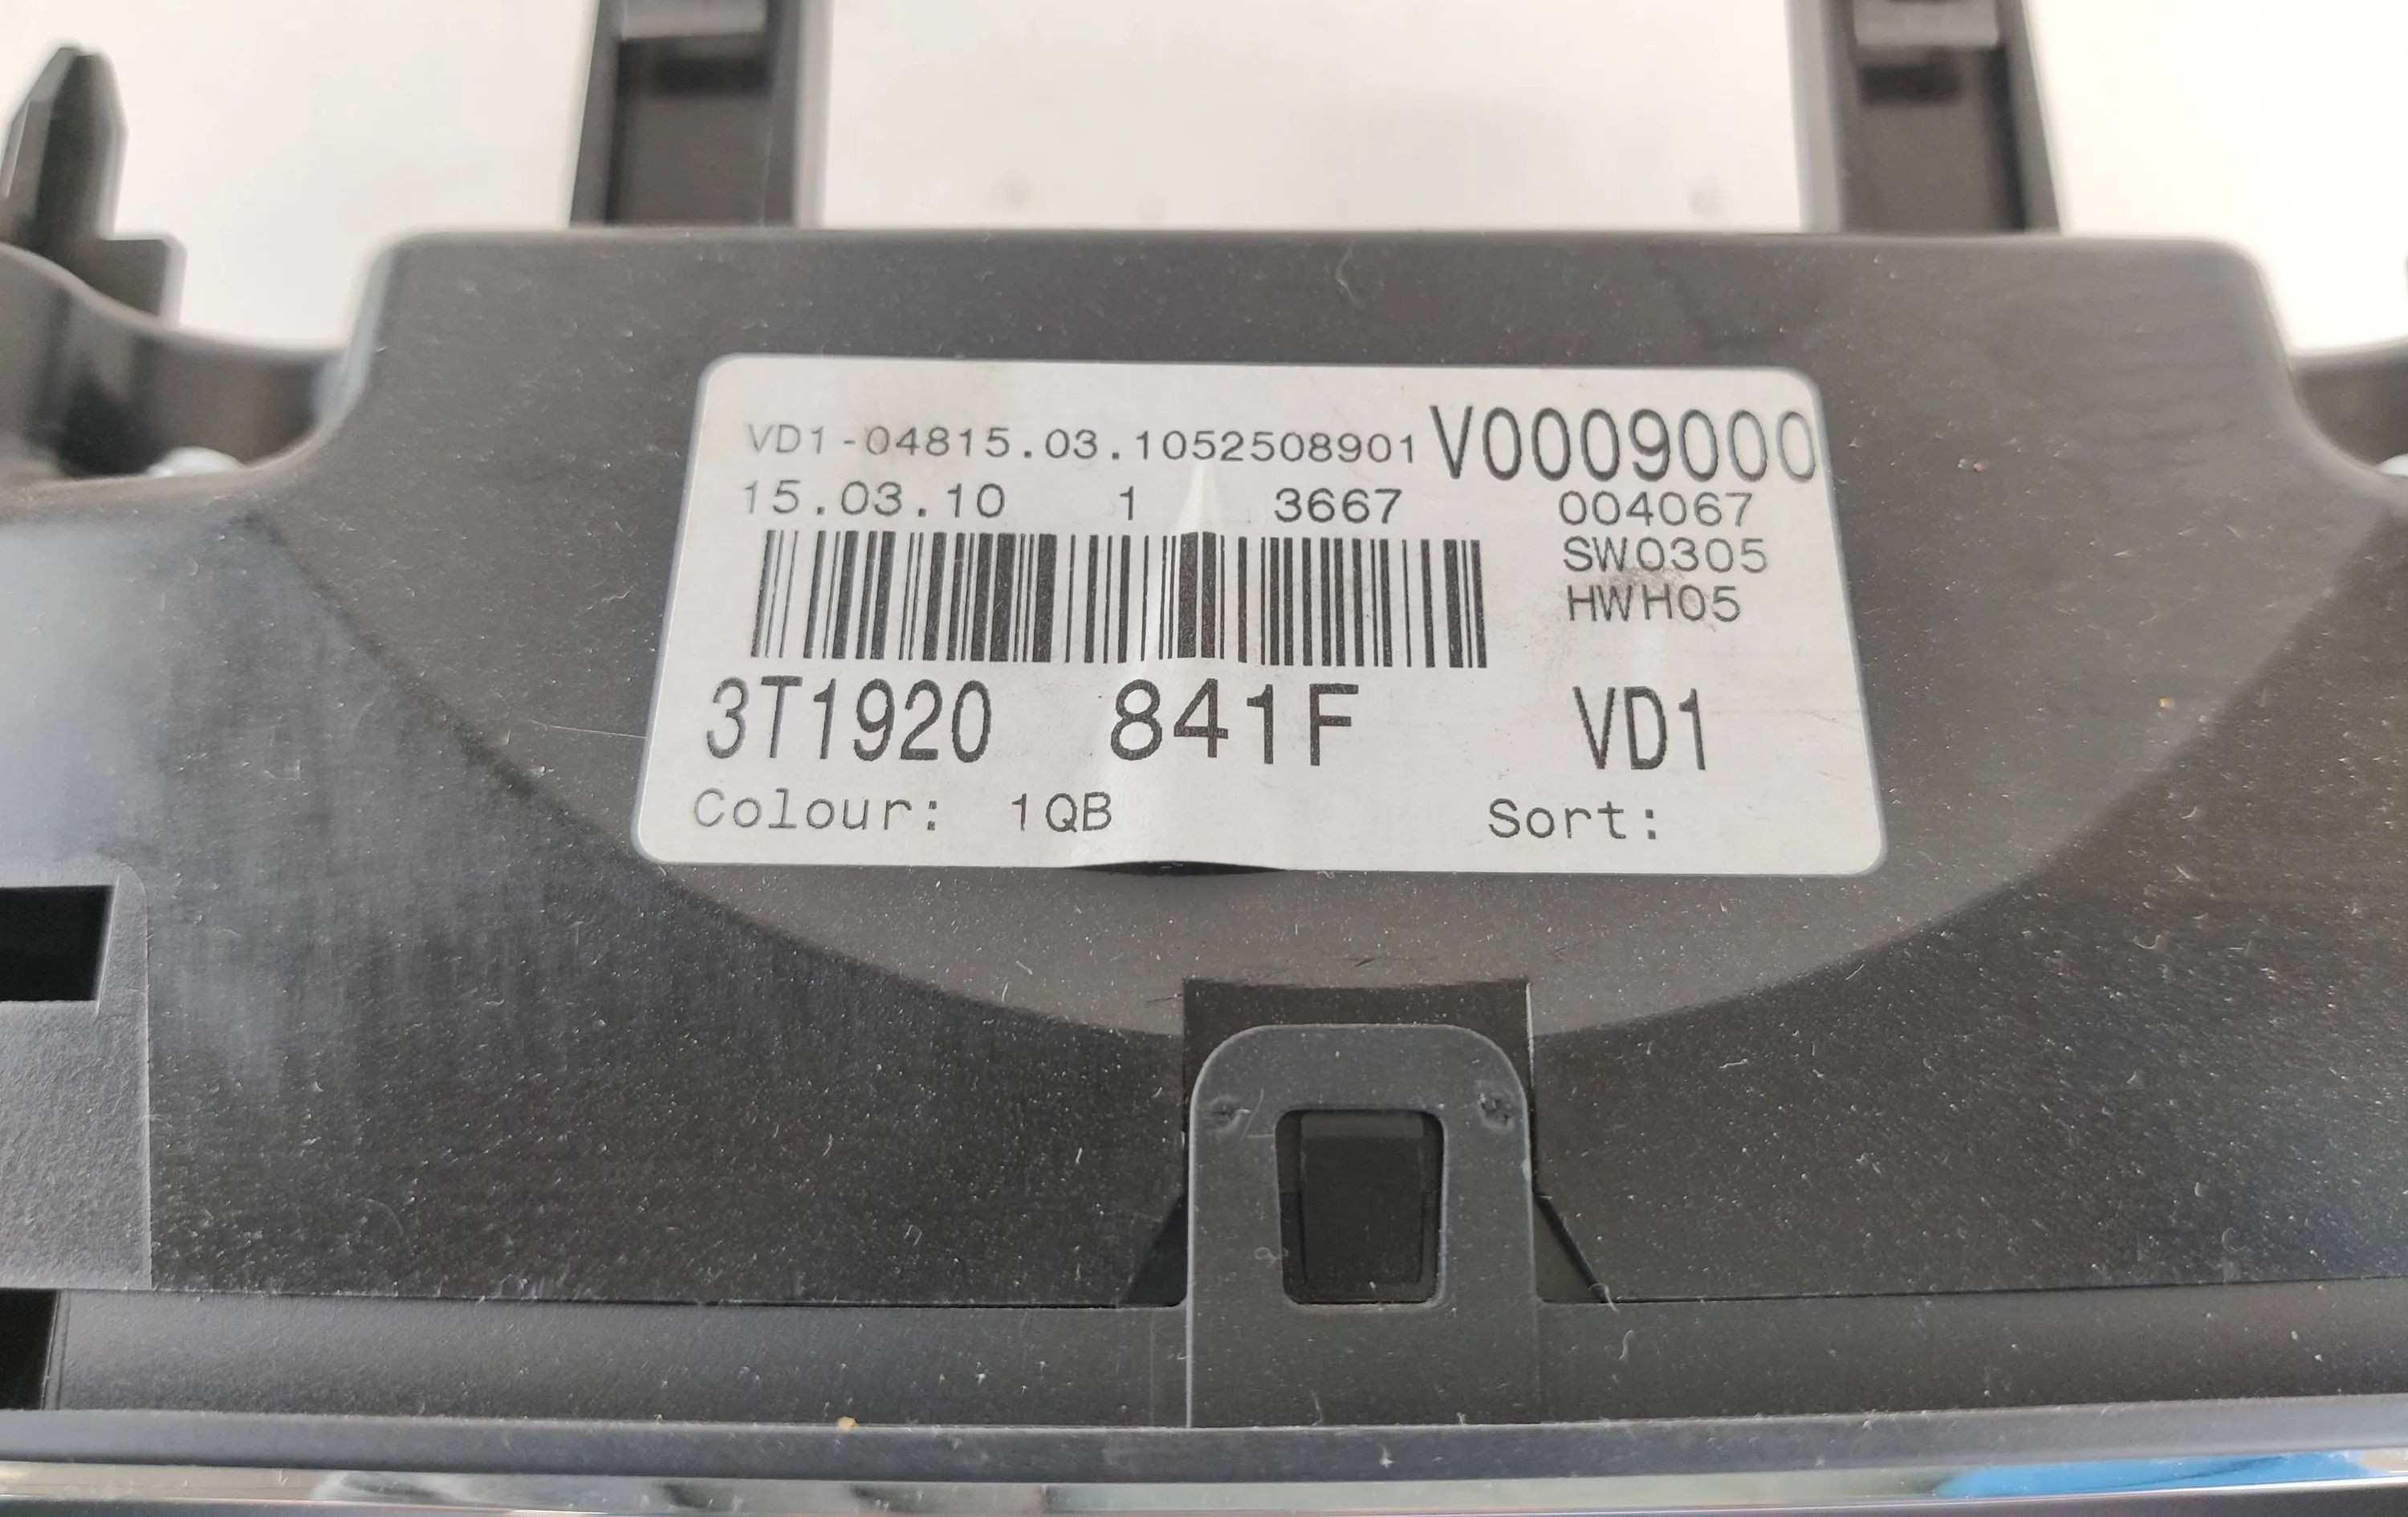 VD1-04815.03.1052508901 V0009000
15.03.10 1 3667 004067
SW0305
HWH05
3T1920 841F VD1
Colour: 1QB Sort: